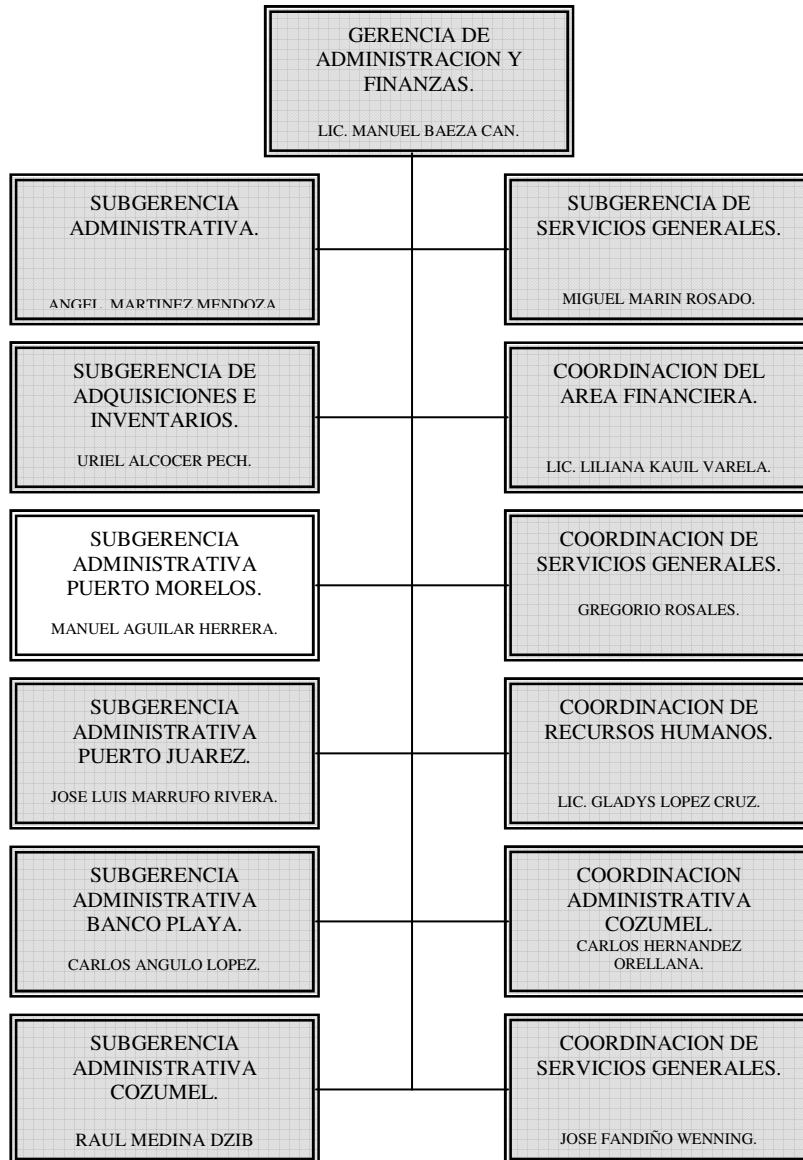 GERENCIA DE
ADMINISTRACION Y
FINANZAS.
LIC. MANUEL BAEZA CAN.
SUBGERENCIA
ADMINISTRATIVA.
ANGEL MARTINEZ MENDOZA
SUBGERENCIA DE
SERVICIOS GENERALES.
MIGUEL MARIN ROSADO.
SUBGERENCIA DE
ADQUISICIONES E
INVENTARIOS.
URIEL ALCOCER PECH.
COORDINACION DEL
AREA FINANCIERA.
LIC. LILIANA KAUIL VARELA.
SUBGERENCIA
ADMINISTRATIVA
PUERTO MORELOS.
MANUEL AGUILAR HERRERA.
COORDINACION DE
SERVICIOS GENERALES.
GREGORIO ROSALES.
SUBGERENCIA
ADMINISTRATIVA
PUERTO JUAREZ.
JOSE LUIS MARRUFO RIVERA.
COORDINACION DE
RECURSOS HUMANOS.
LIC. GLADYS LOPEZ CRUZ.
SUBGERENCIA
ADMINISTRATIVA
BANCO PLAYA.
CARLOS ANGULO LOPEZ.
COORDINACION
ADMINISTRATIVA
COZUMEL.
CARLOS HERNANDEZ
ORELLANA.
SUBGERENCIA
ADMINISTRATIVA
COZUMEL.
RAUL MEDINA DZIB
COORDINACION DE
SERVICIOS GENERALES.
JOSE FANDIÑO WENNING.